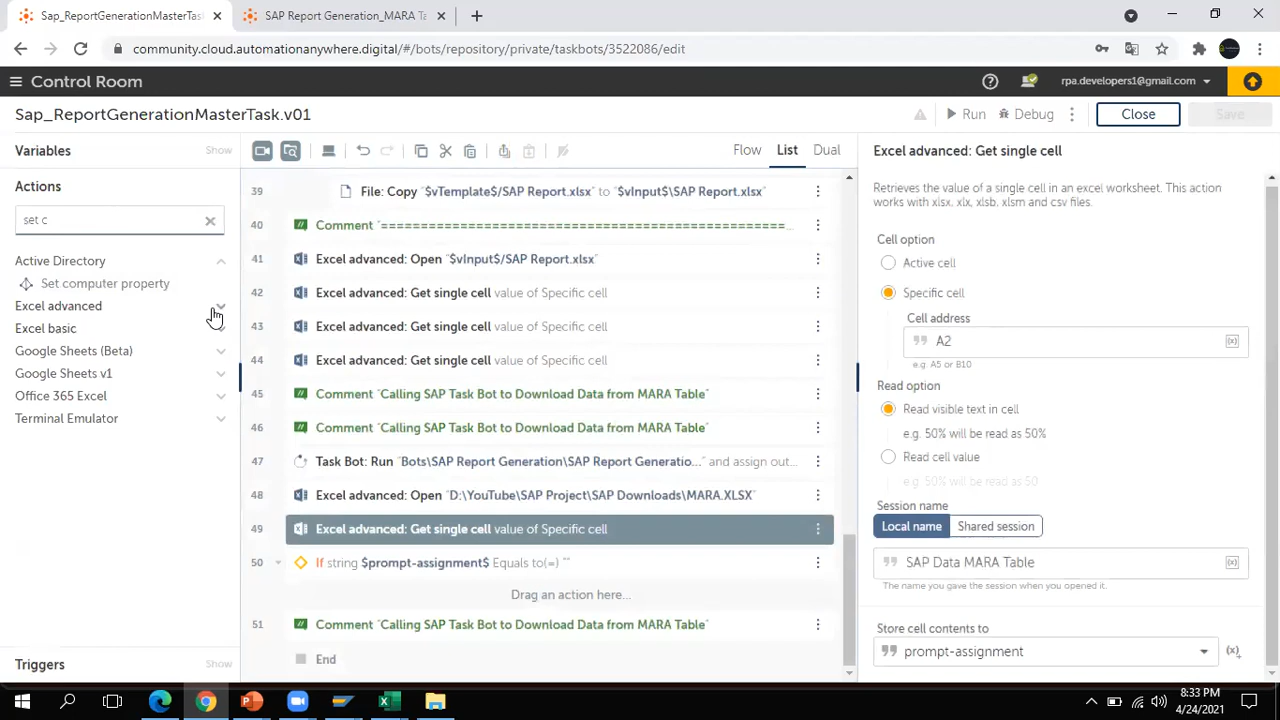 Sap_ReportGenerationMasterTask
SAP Report Generation_MARA Ta
community.cloud.automationanywhere.digital/#/bots/repository/private/taskbots/3522086/edit
Control Room
rpa.developers1@gmail.com
Sap_ReportGenerationMasterTask.v01
Run
Debug
Close
Save
Variables
Show
Flow
List
Dual
Excel advanced: Get single cell
Actions
set c
Active Directory
Set computer property
Excel advanced
Excel basic
Google Sheets (Beta)
Google Sheets v1
Office 365 Excel
Terminal Emulator
Triggers
Show
39 File: Copy "$vTemplate$/SAP Report.xlsx" to "$vInput$\SAP Report.xlsx"
40 Comment "==============================================...
41 Excel advanced: Open "$vInput$/SAP Report.xlsx"
42 Excel advanced: Get single cell value of Specific cell
43 Excel advanced: Get single cell value of Specific cell
44 Excel advanced: Get single cell value of Specific cell
45 Comment "Calling SAP Task Bot to Download Data from MARA Table"
46 Comment "Calling SAP Task Bot to Download Data from MARA Table"
47 Task Bot: Run "Bots\SAP Report Generation\SAP Report Generatio..." and assign out...
48 Excel advanced: Open "D:\YouTube\SAP Project\SAP Downloads\MARA.XLSX"
49 Excel advanced: Get single cell value of Specific cell
50 If string $prompt-assignment$ Equals to(=) ""
Drag an action here...
51 Comment "Calling SAP Task Bot to Download Data from MARA Table"
End
Retrieves the value of a single cell in an excel worksheet. This action
works with xlsx, xlx, xlsb, xlsm and csv files.
Cell option
Active cell
Specific cell
Cell address
A2
e.g. A5 or B10
Read option
Read visible text in cell
e.g. 50% will be read as 50%
Read cell value
e.g. 50% will be read as 50
Session name
Local name
Shared session
SAP Data MARA Table
The name you gave the session when you opened it.
Store cell contents to
prompt-assignment
8:33 PM
4/24/2021